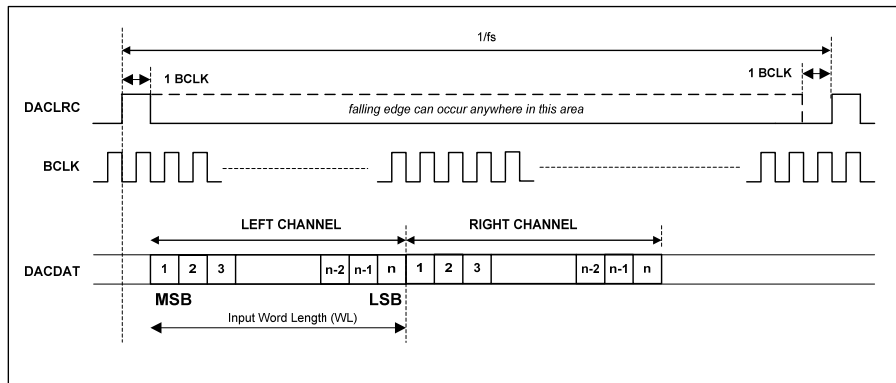 1/fs
1 BCLK
1 BCLK
DACLRC
falling edge can occur anywhere in this area
BCLK
LEFT CHANNEL
RIGHT CHANNEL
DACDAT
1 2 3 n-2 n-1 n 1 2 3 n-2 n-1 n
MSB
LSB
Input Word Length (WL)